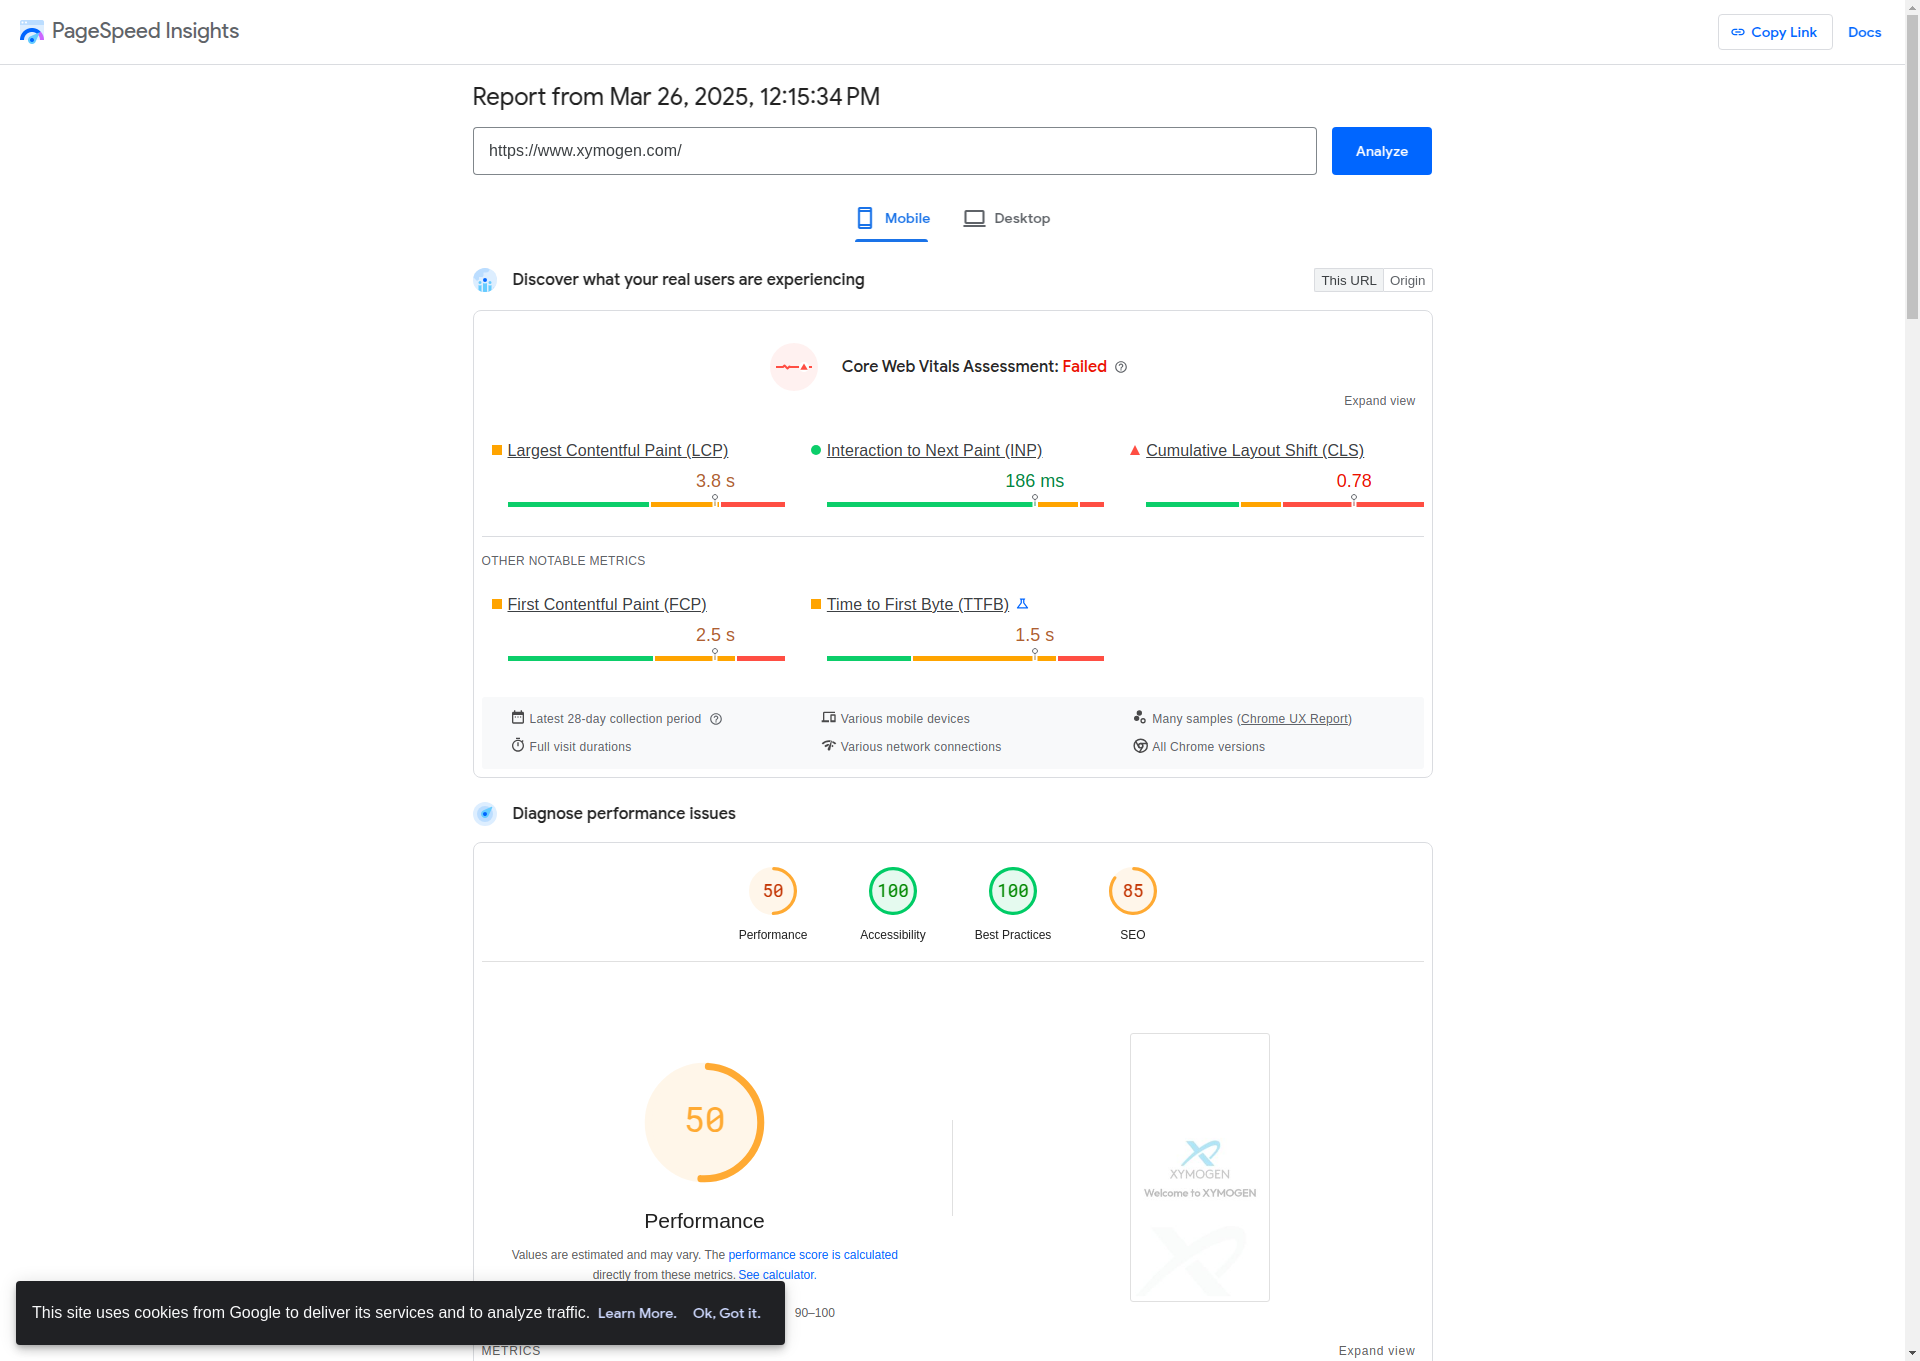 PageSpeed Insights
Copy Link
Docs
Report from Mar 26, 2025, 12:15:34 PM
https://www.xymogen.com/
Analyze
Mobile
Desktop
Discover what your real users are experiencing
This URL
Origin
Core Web Vitals Assessment: Failed
Expand view
Largest Contentful Paint (LCP)
3.8 s
Interaction to Next Paint (INP)
186 ms
Cumulative Layout Shift (CLS)
0.78
OTHER NOTABLE METRICS
First Contentful Paint (FCP)
2.5 s
Time to First Byte (TTFB)
1.5 s
Latest 28-day collection period
Various mobile devices
Many samples (Chrome UX Report)
Full visit durations
Various network connections
All Chrome versions
Diagnose performance issues
50
Performance
100
Accessibility
100
Best Practices
85
SEO
50
Performance
Values are estimated and may vary. The performance score is calculated
directly from these metrics. See calculator.
XYMOGEN
Welcome to XYMOGEN
90–100
This site uses cookies from Google to deliver its services and to analyze traffic. Learn More. Ok, Got it.
METRICS
Expand view